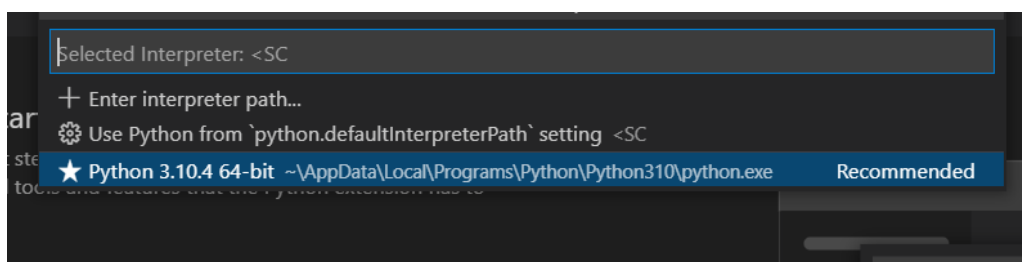 Selected Interpreter: <SC
Enter interpreter path...
Use Python from `python.defaultInterpreterPath` setting <SC
Python 3.10.4 64-bit ~\AppData\Local\Programs\Python\Python310\python.exe Recommended